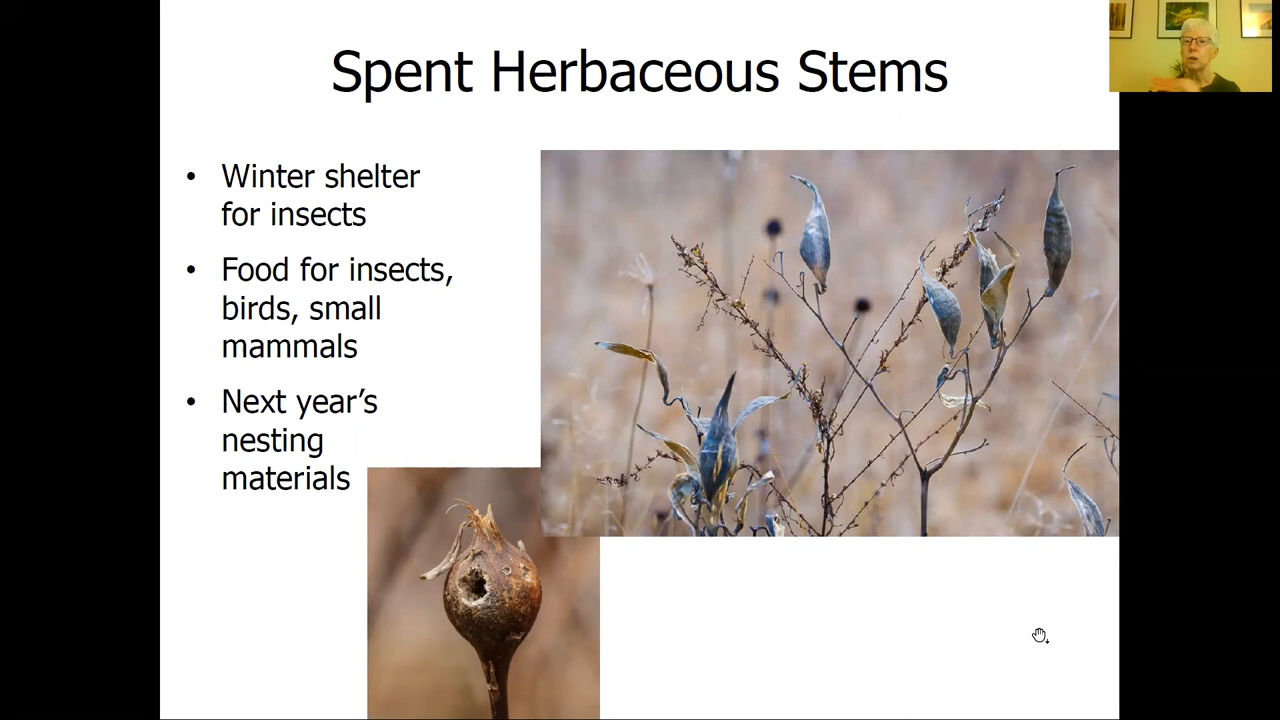 Spent Herbaceous Stems
• Winter shelter
for insects
• Food for insects,
birds, small
mammals
• Next year’s
nesting
materials